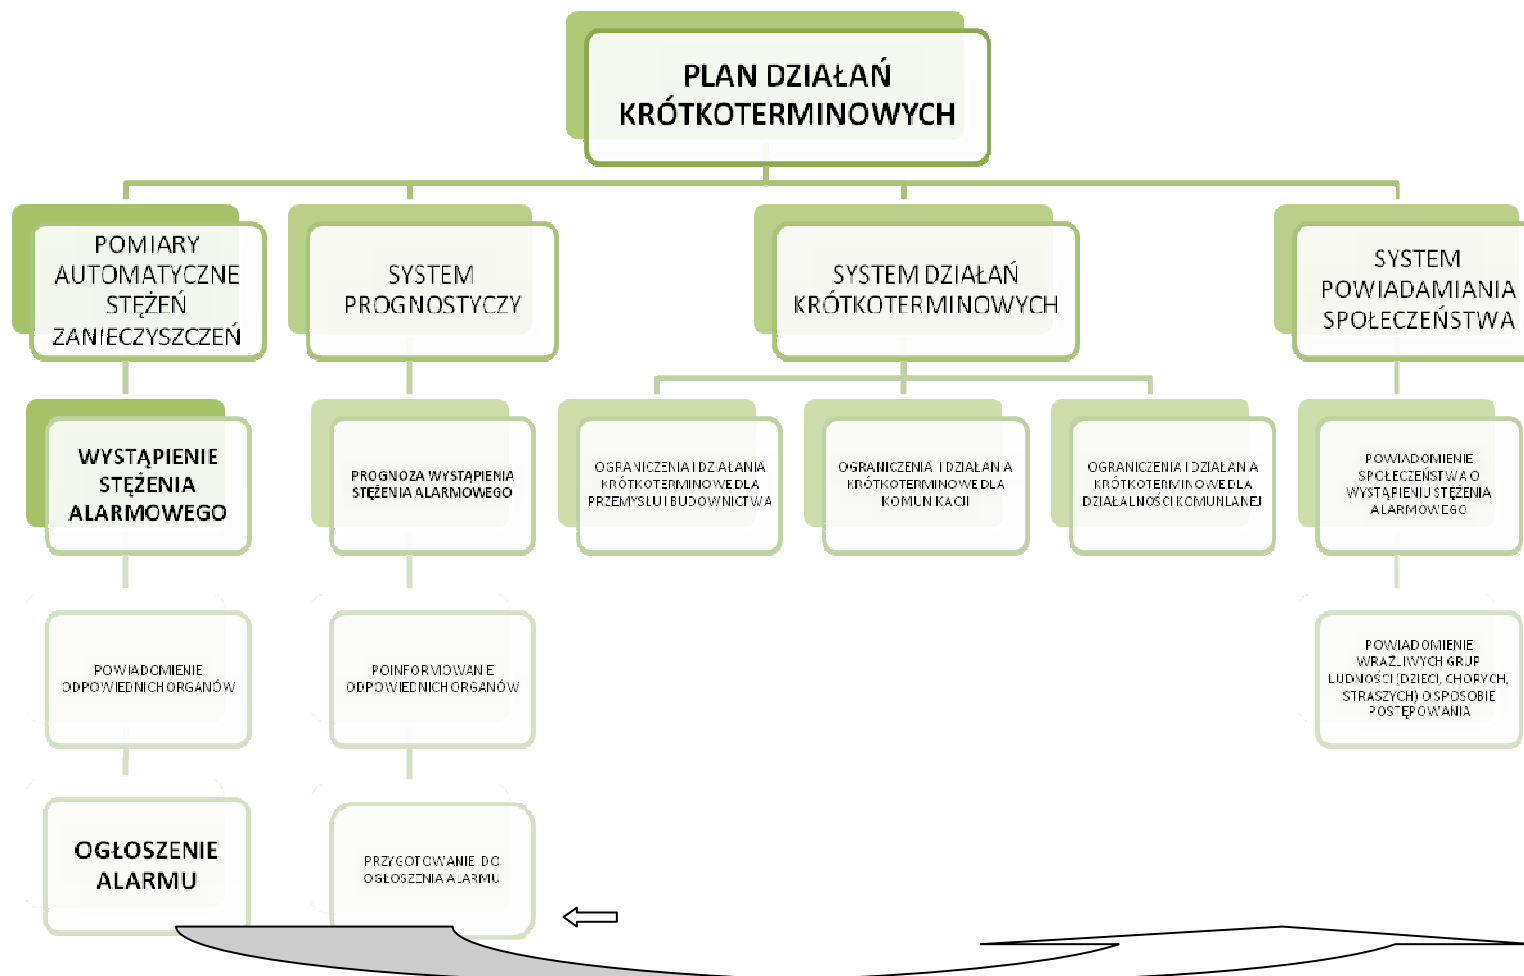 PLAN DZIAŁAŃ
KRÓTKOTERMINOWYCH
POMIARY
AUTOMATYCZNE
STĘŻEŃ
ZANIECZYSZCZEŃ
SYSTEM
PROGNOSTYCZY
SYSTEM DZIAŁAŃ
KRÓTKOTERMINOWYCH
SYSTEM
POWIADAMIANIA
SPOŁECZEŃSTWA
WYSTĄPIENIE
STĘŻENIA
ALARMOWEGO
PROGNOZA WYSTĄPIENIA
STĘŻENIA ALARMOWEGO
OGRANICZENIA I DZIAŁANIA
KRÓTKOTERMINOWE DLA
PRZEMYSŁU I BUDOWNICTWA
OGRANICZENIA I DZIAŁANIA
KRÓTKOTERMINOWE DLA
KOMUNIKACJI
OGRANICZENIA I DZIAŁANIA
KRÓTKOTERMINOWE DLA
DZIAŁALNOŚCI KOMUNLANEJ
POWIADOMIENIE
SPOŁECZEŃSTWA O
WYSTĄPIENIU STĘŻENIA
ALARMOWEGO
POWIADOMIENIE
ODPOWIEDNICH ORGANÓW
POINFORMOWANIE
ODPOWIEDNICH ORGANÓW
POWIADOMIENIE
WRAŻLIWYCH GRUP
LUDNOŚCI (DZIECI, CHORYCH,
STRASZYCH) O SPOSOBIE
POSTĘPOWANIA
OGŁOSZENIE
ALARMU
PRZYGOTOWANIE DO
OGŁOSZENIA ALARMU